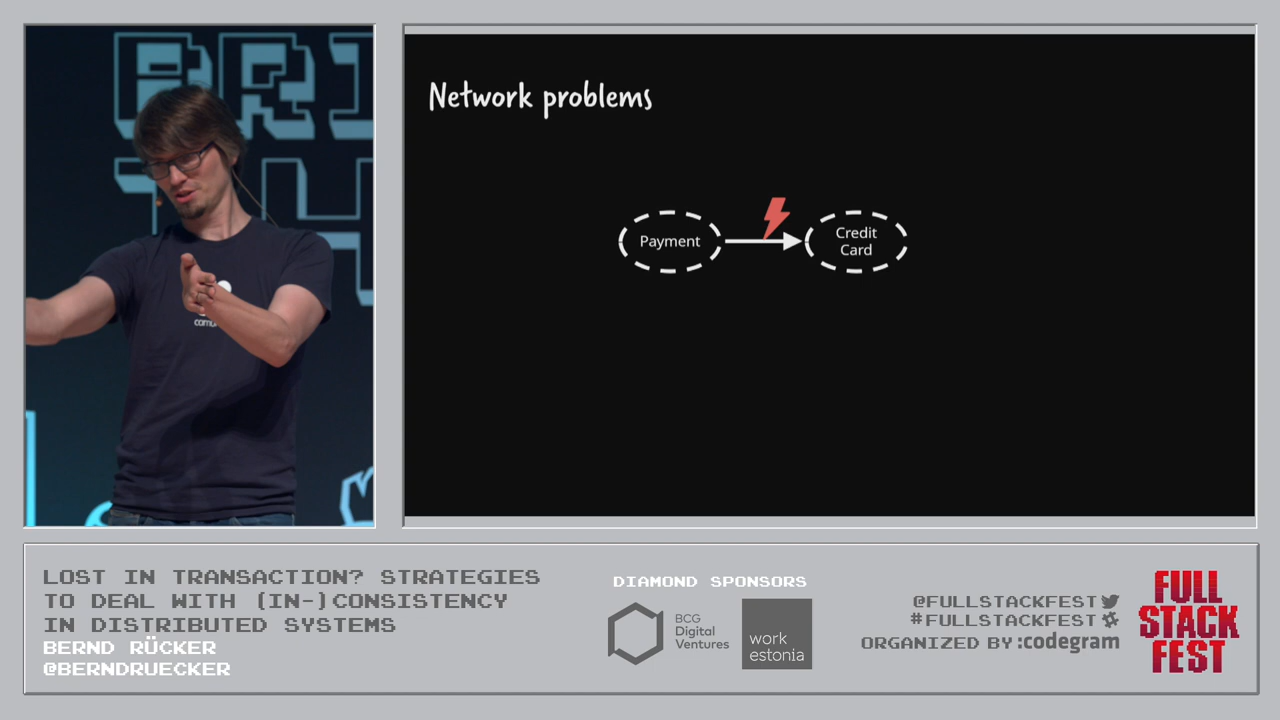 Network problems
Payment
Credit
Card
LOST IN TRANSACTION? STRATEGIES
TO DEAL WITH (IN-)CONSISTENCY
IN DISTRIBUTED SYSTEMS
BERND RÜCKER
@BERNDRUECKER
DIAMOND SPONSORS
BCG
Digital
Ventures
work
estonia
@FULLSTACKFEST
#FULLSTACKFEST
ORGANIZED BY :codegram
FULL
STACK
FEST